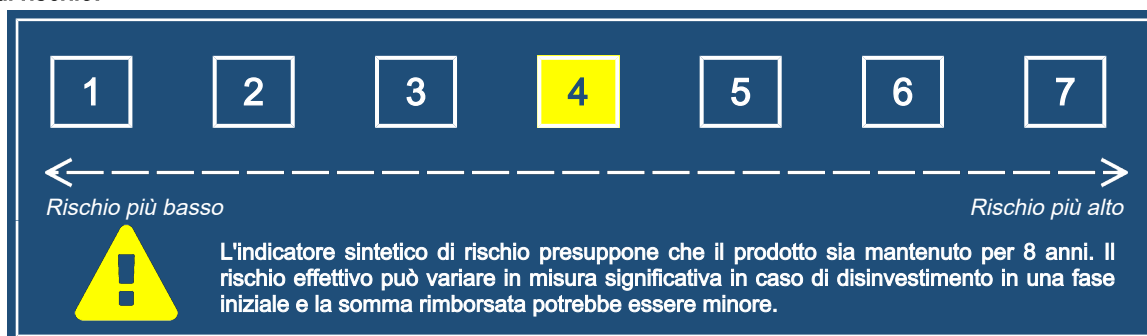 1 2 3 4 5 6 7
Rischio più basso Rischio più alto
L'indicatore sintetico di rischio presuppone che il prodotto sia mantenuto per 8 anni. Il
rischio effettivo può variare in misura significativa in caso di disinvestimento in una fase
iniziale e la somma rimborsata potrebbe essere minore.